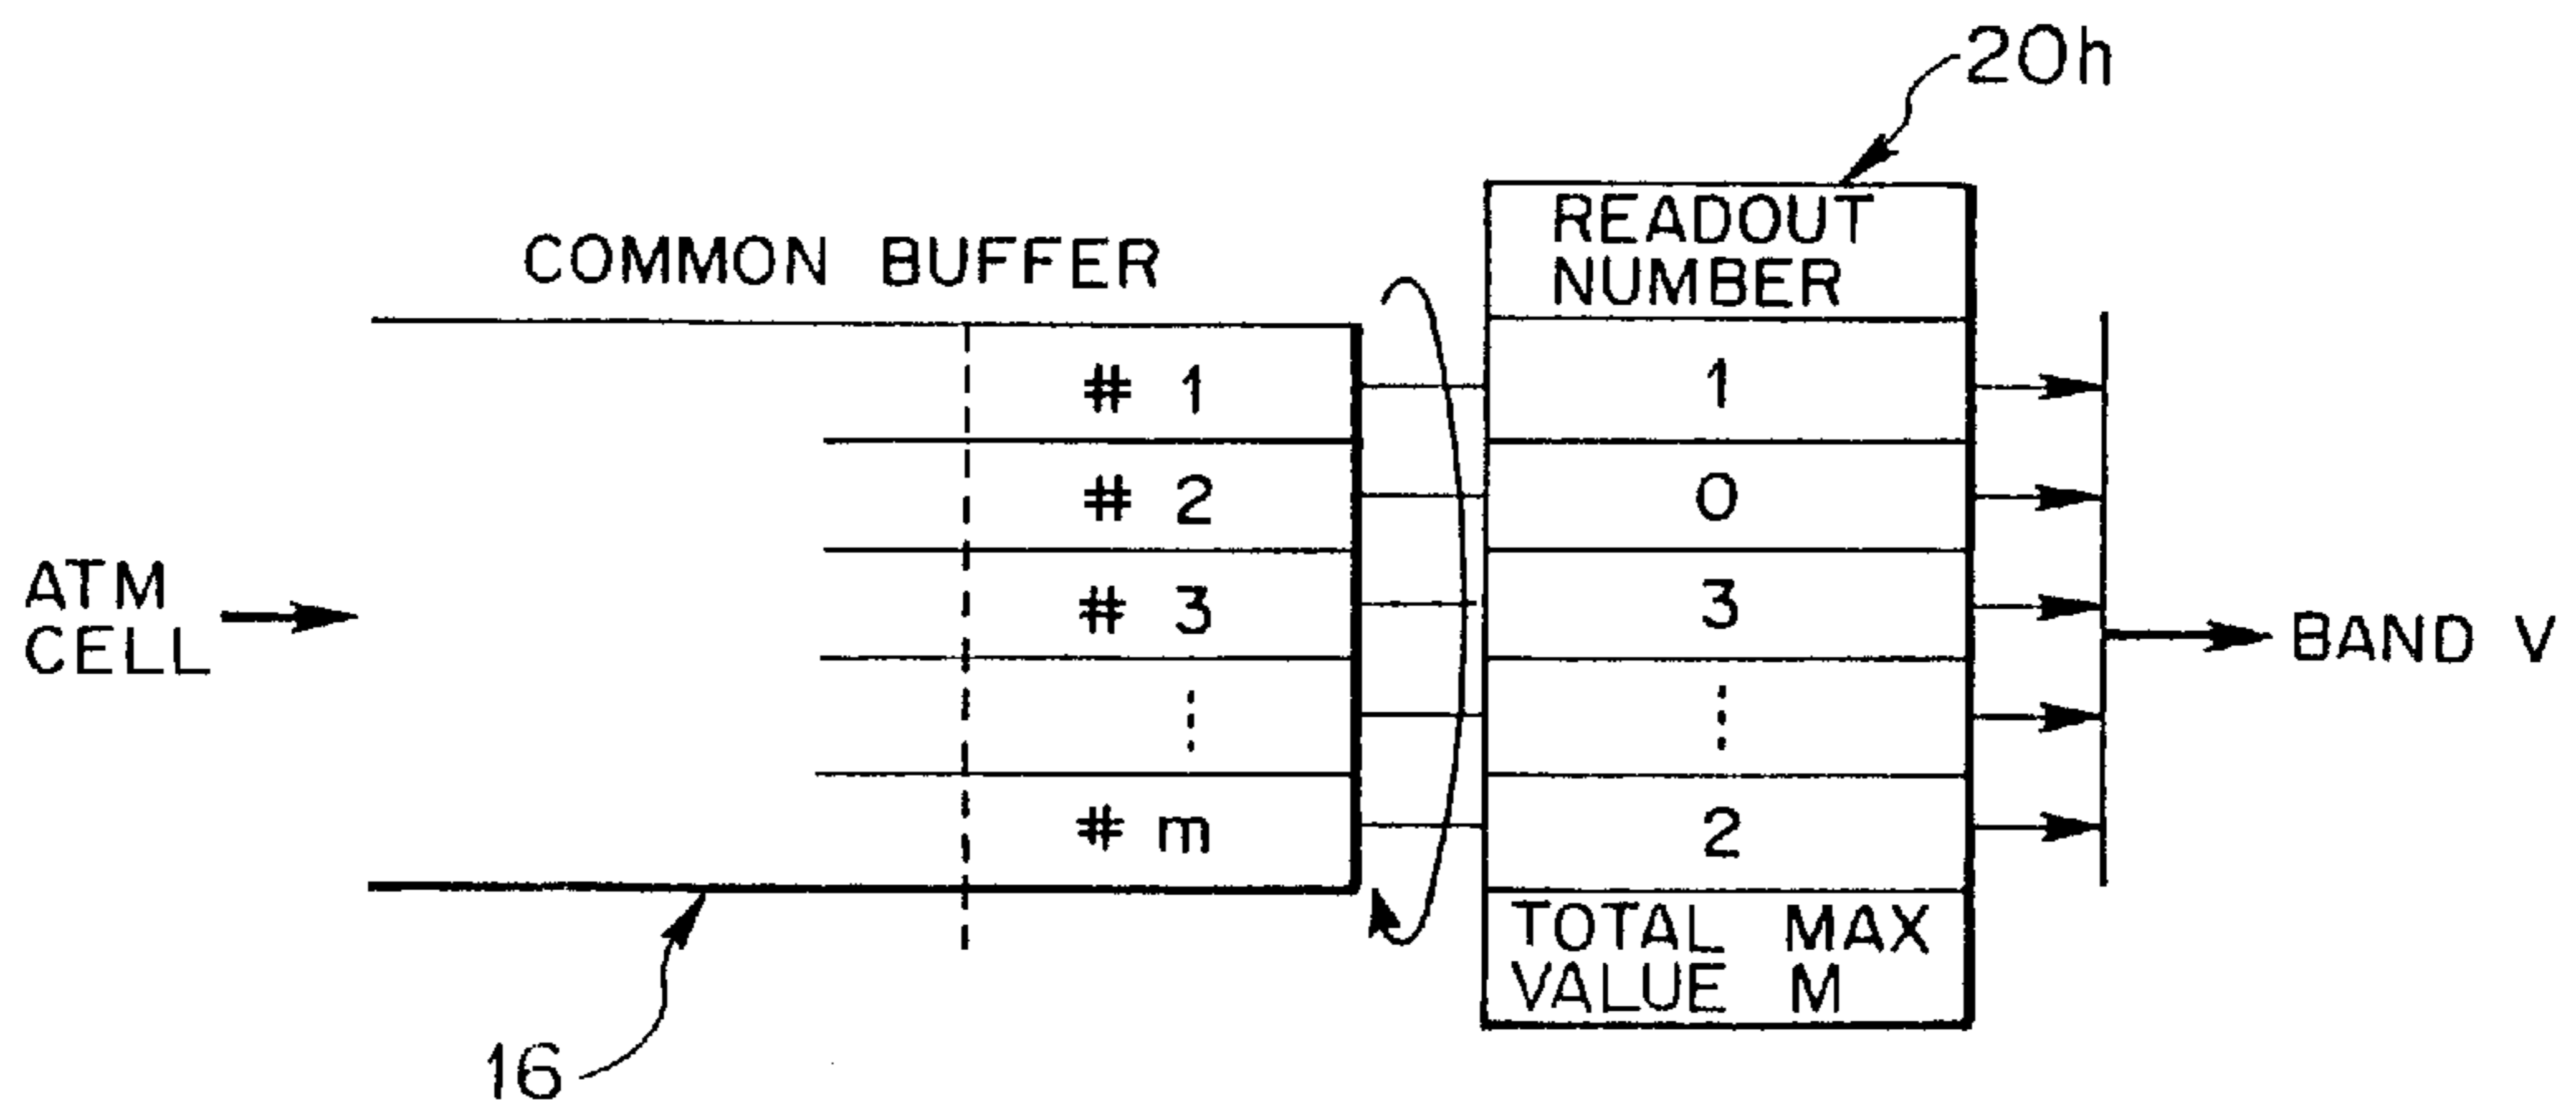 20h
READOUT
NUMBER
COMMON BUFFER
# 1
1
# 2
0
ATM
CELL
# 3
3
BAND V
# m
2
TOTAL MAX
VALUE M
16